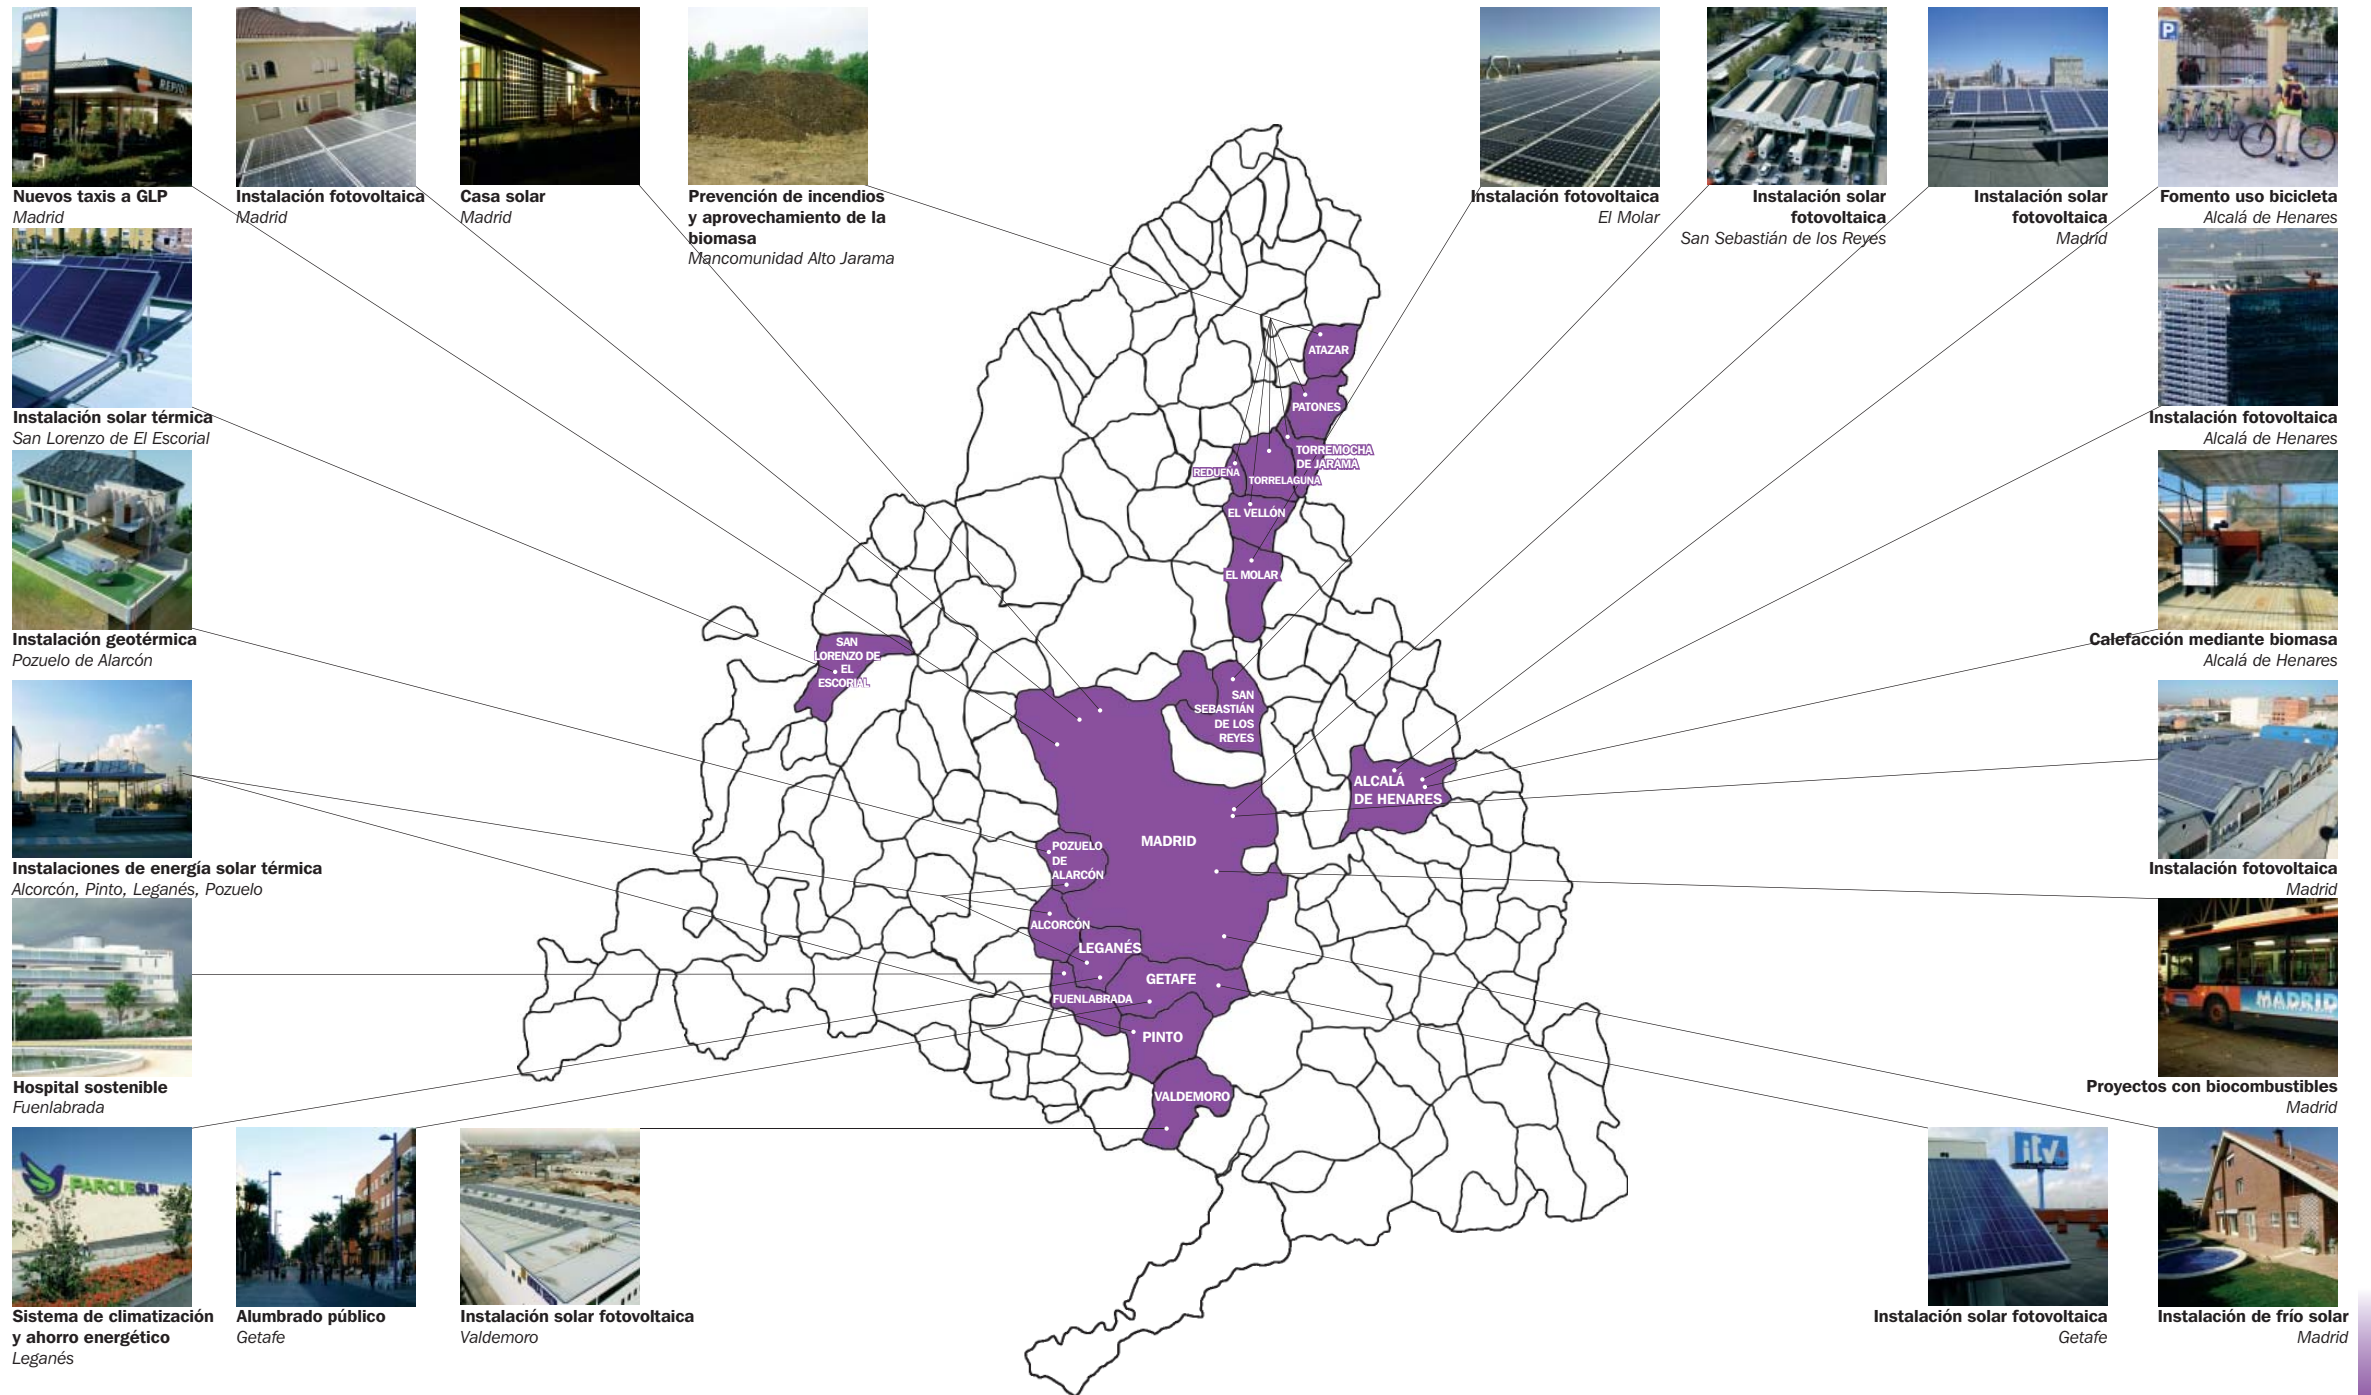 REPSOL
P
Nuevos taxis a GLP
Madrid
Instalación fotovoltaica
Madrid
Casa solar
Madrid
Prevención de incendios
y aprovechamiento de la
biomasa
Mancomunidad Alto Jarama
Instalación fotovoltaica
El Molar
Instalación solar
fotovoltaica
San Sebastián de los Reyes
Instalación solar
fotovoltaica
Madrid
Fomento uso bicicleta
Alcalá de Henares
Instalación solar térmica
San Lorenzo de El Escorial
Instalación fotovoltaica
Alcalá de Henares
Instalación geotérmica
Pozuelo de Alarcón
Calefacción mediante biomasa
Alcalá de Henares
Instalaciones de energía solar térmica
Alcorcón, Pinto, Leganés, Pozuelo
Instalación fotovoltaica
Madrid
Hospital sostenible
Fuenlabrada
MADRID
Proyectos con biocombustibles
Madrid
ATAZAR
PATONES
TORREMOCHA
DE JARAMA
REDUEÑA
TORRELAGUNA
EL VELLÓN
EL MOLAR
SAN
LORENZO DE
EL
ESCORIAL
SAN
SEBASTIÁN
DE LOS
REYES
ALCALÁ
DE HENARES
MADRID
POZUELO
DE
ALARCÓN
ALCORCÓN
LEGANÉS
GETAFE
FUENLABRADA
PINTO
VALDEMORO
PARQUESUR
itv
Sistema de climatización
y ahorro energético
Leganés
Alumbrado público
Getafe
Instalación solar fotovoltaica
Valdemoro
Instalación solar fotovoltaica
Getafe
Instalación de frío solar
Madrid